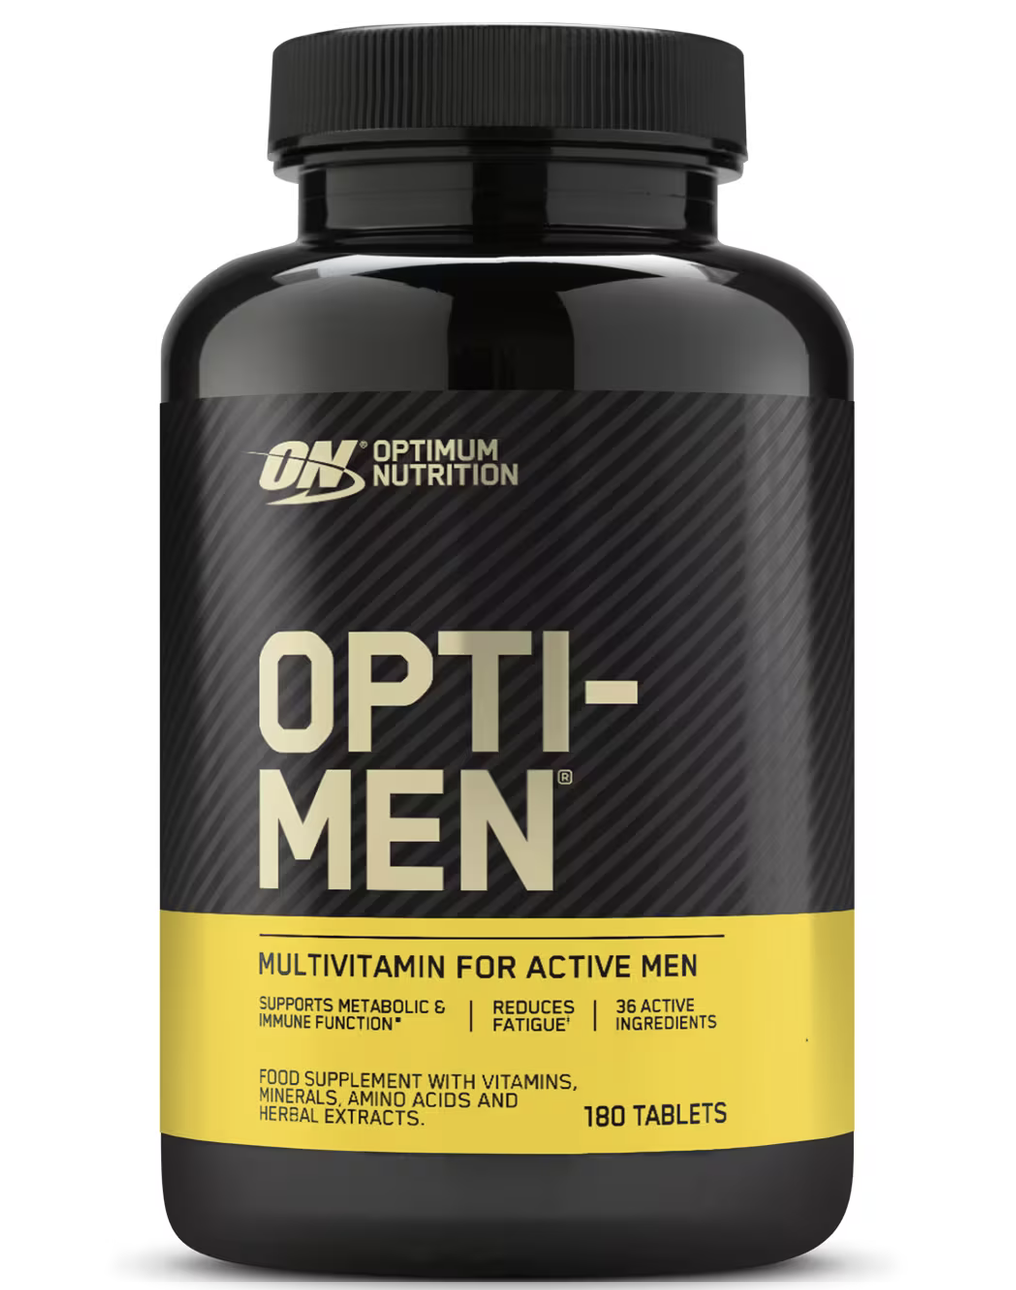 ON® OPTIMUM
NUTRITION
OPTI-
MEN®
MULTIVITAMIN FOR ACTIVE MEN
SUPPORTS METABOLIC &
IMMUNE FUNCTION▪
REDUCES
FATIGUE‡
36 ACTIVE
INGREDIENTS
FOOD SUPPLEMENT WITH VITAMINS,
MINERALS, AMINO ACIDS AND
HERBAL EXTRACTS.
180 TABLETS